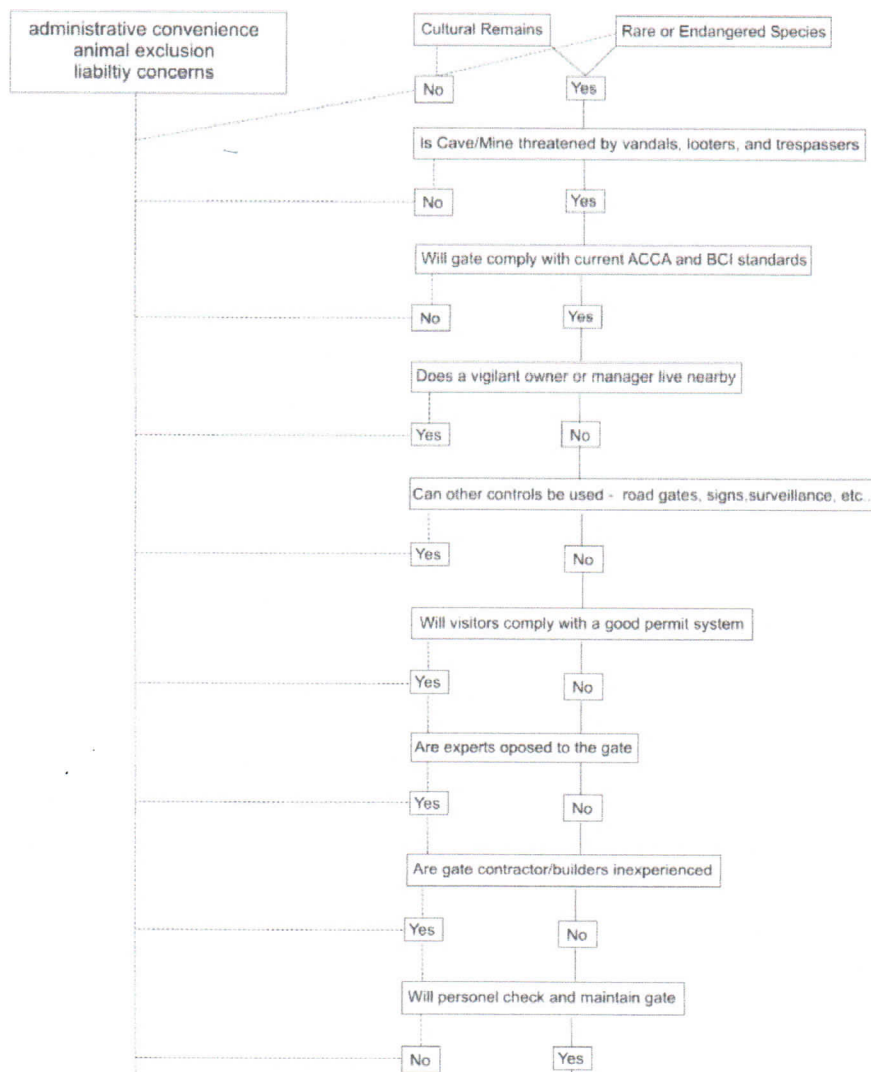 administrative convenience
animal exclusion
liabiltiy concerns
Cultural Remains
Rare or Endangered Species
No
Yes
Is Cave/Mine threatened by vandals, looters, and trespassers
No
Yes
Will gate comply with current ACCA and BCI standards
No
Yes
Does a vigilant owner or manager live nearby
Yes
No
Can other controls be used - road gates, signs,surveillance, etc..
Yes
No
Will visitors comply with a good permit system
Yes
No
Are experts oposed to the gate
Yes
No
Are gate contractor/builders inexperienced
Yes
No
Will personel check and maintain gate
No
Yes